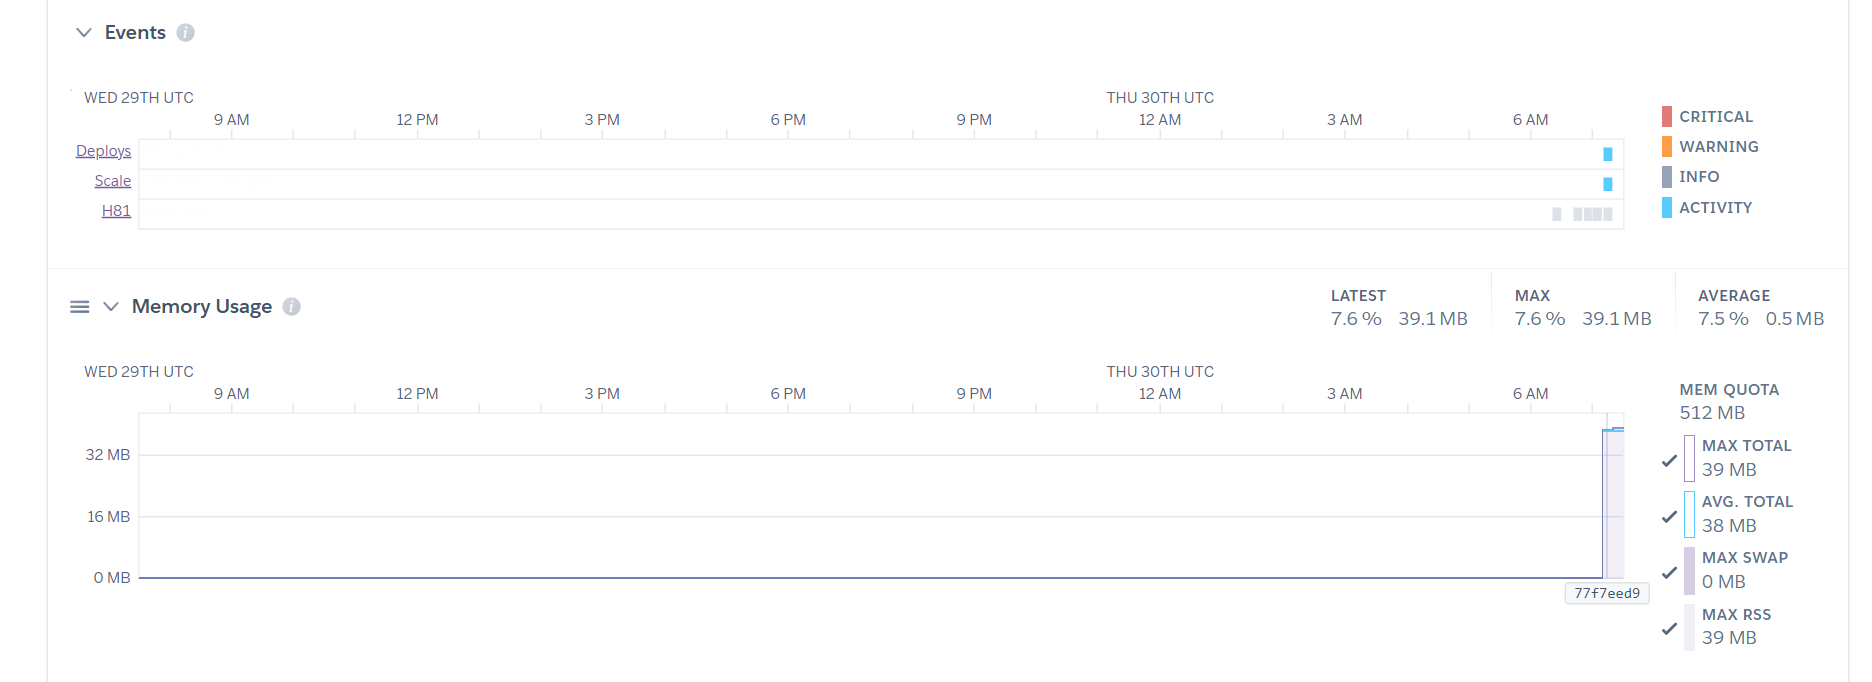 Events
WED 29TH UTC THU 30TH UTC
9 AM 12 PM 3 PM 6 PM 9 PM 12 AM 3 AM 6 AM
Deploys
Scale
H81
CRITICAL
WARNING
INFO
ACTIVITY
Memory Usage
LATEST
7.6 % 39.1 MB
MAX
7.6 % 39.1 MB
AVERAGE
7.5 % 0.5 MB
WED 29TH UTC THU 30TH UTC
9 AM 12 PM 3 PM 6 PM 9 PM 12 AM 3 AM 6 AM
32 MB
16 MB
0 MB
77f7eed9
MEM QUOTA
512 MB
MAX TOTAL
39 MB
AVG. TOTAL
38 MB
MAX SWAP
0 MB
MAX RSS
39 MB